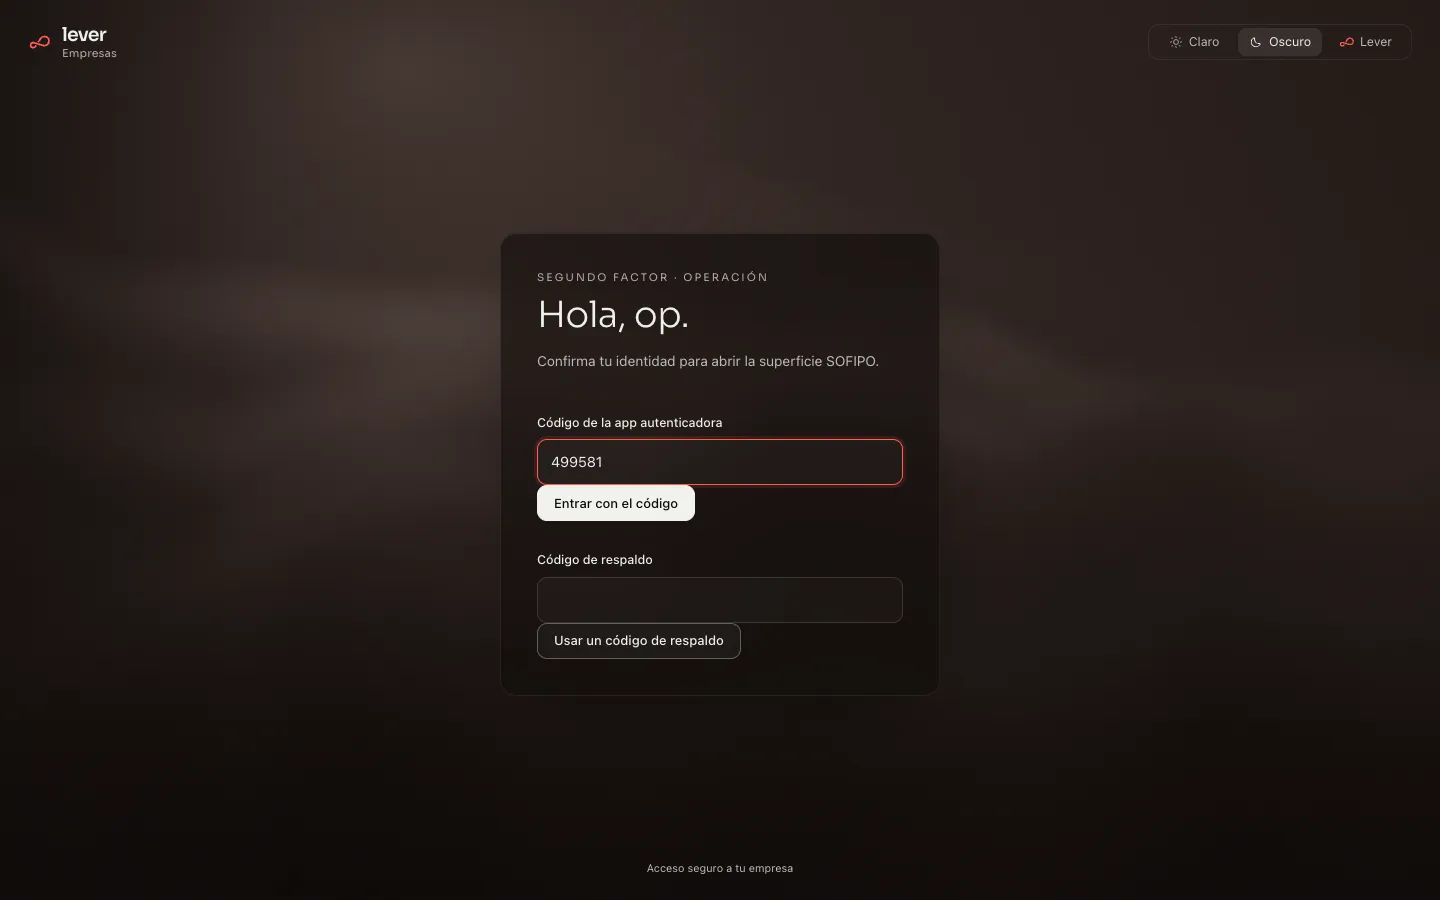 lever
Empresas
Claro
Oscuro
Lever
SEGUNDO FACTOR · OPERACIÓN
Hola, op.
Confirma tu identidad para abrir la superficie SOFIPO.
Código de la app autenticadora
499581
Entrar con el código
Código de respaldo
Usar un código de respaldo
Acceso seguro a tu empresa